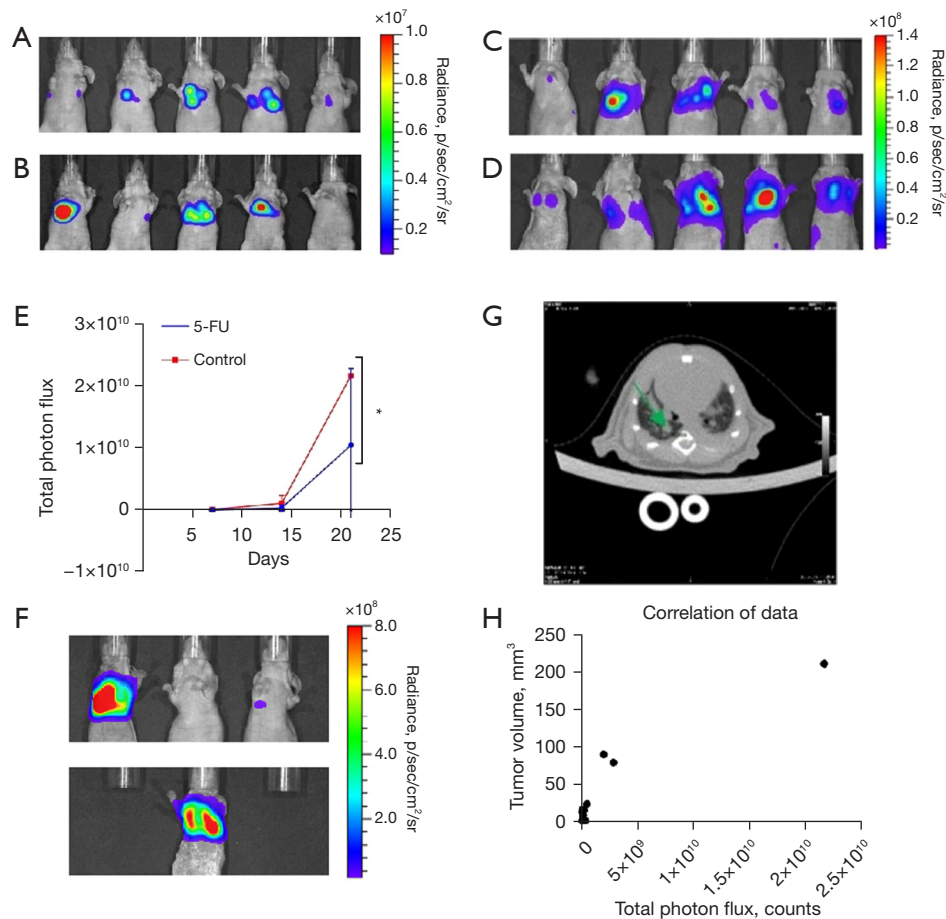 A
×10⁷
1.0
0.8
0.6
0.4
0.2
Radiance, p/sec/cm²/sr
B
C
×10⁸
1.4
1.2
1.0
0.8
0.6
0.4
0.2
Radiance, p/sec/cm²/sr
D
E
3×10¹⁰
2×10¹⁰
1×10¹⁰
0
−1×10¹⁰
Total photon flux
5-FU
Control
*
5 10 15 20 25
Days
G
F
×10⁸
8.0
6.0
4.0
2.0
Radiance, p/sec/cm²/sr
H
Correlation of data
250
200
150
100
50
0
Tumor volume, mm³
0 5×10⁹ 1×10¹⁰ 1.5×10¹⁰ 2×10¹⁰ 2.5×10¹⁰
Total photon flux, counts